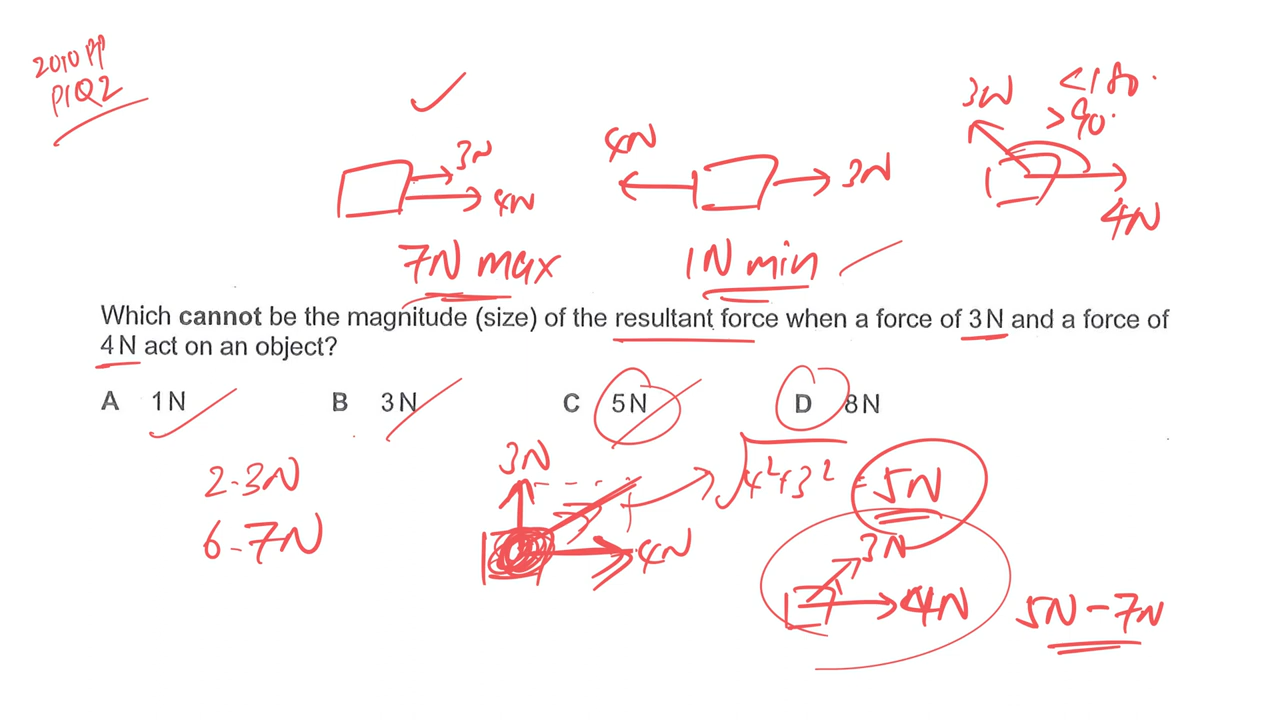 2010 PP
P1Q2
3N
4N
7N max
4N
3N
1N min
3N
<180°
>90°
4N
Which cannot be the magnitude (size) of the resultant force when a force of 3 N and a force of
4 N act on an object?
A 1 N B 3 N C 5 N D 8 N
2.3N
6.7N
3N
4N
√4²+3² = 5N
3N
4N
5N - 7N